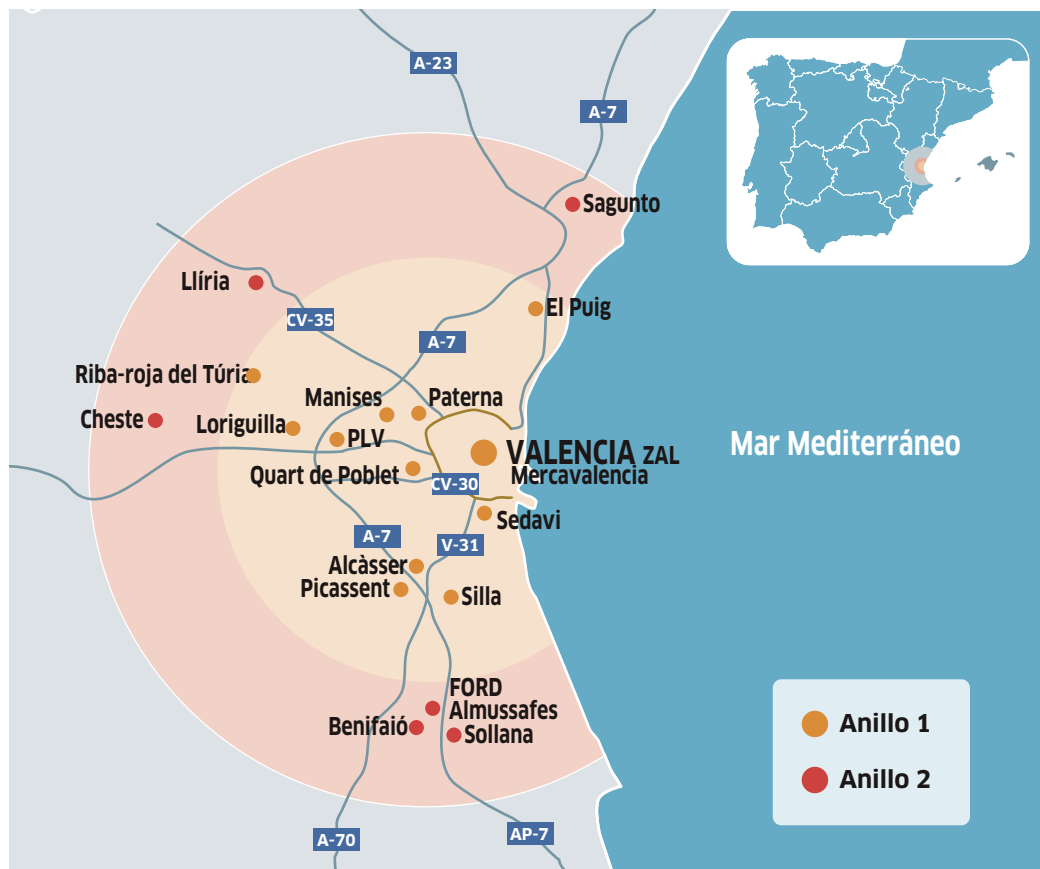 A-23
A-7
Sagunto
Llíria
El Puig
CV-35
A-7
Riba-roja del Túria
Manises
Paterna
Cheste
Loriguilla
PLV
Mar Mediterráneo
VALENCIA ZAL
Mercavalencia
Quart de Poblet
CV-30
Sedavi
A-7
V-31
Alcàsser
Picassent
Silla
FORD
Almussafes
Benifaió
Sollana
Anillo 1
Anillo 2
A-70
AP-7